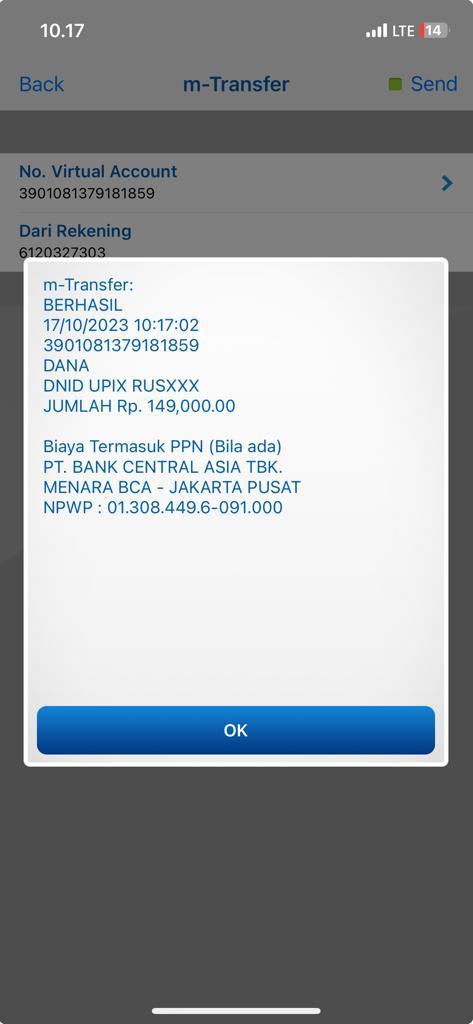 10.17
LTE 14
Back
m-Transfer
Send
No. Virtual Account
3901081379181859
Dari Rekening
6120327303
m-Transfer:
BERHASIL
17/10/2023 10:17:02
3901081379181859
DANA
DNID UPIX RUSXXX
JUMLAH Rp. 149,000.00
Biaya Termasuk PPN (Bila ada)
PT. BANK CENTRAL ASIA TBK.
MENARA BCA - JAKARTA PUSAT
NPWP : 01.308.449.6-091.000
OK